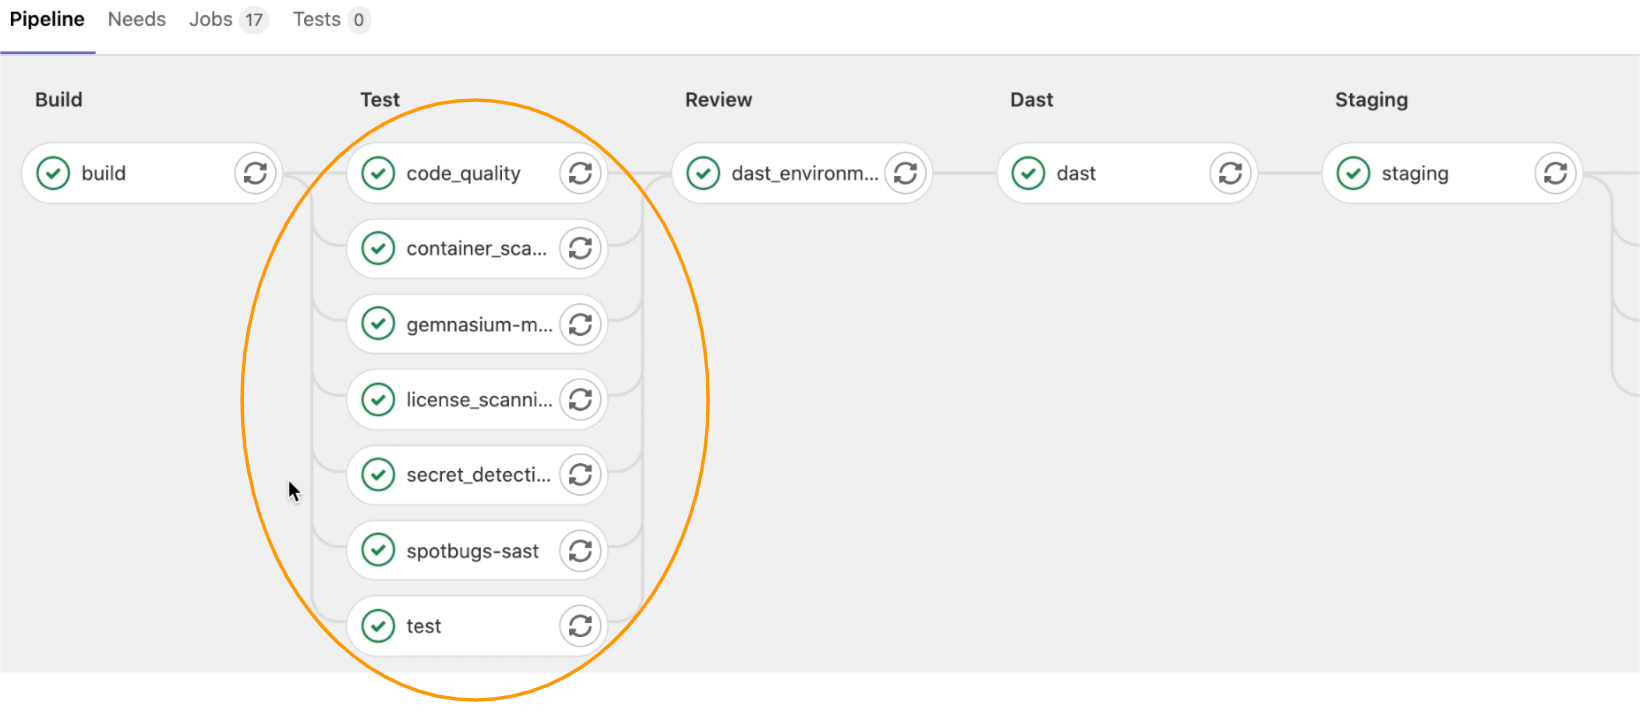 Pipeline Needs Jobs 17 Tests 0
Build Test Review Dast Staging
build code_quality dast_environm... dast staging
container_sca...
gemnasium-m...
license_scanni...
secret_detecti...
spotbugs-sast
test